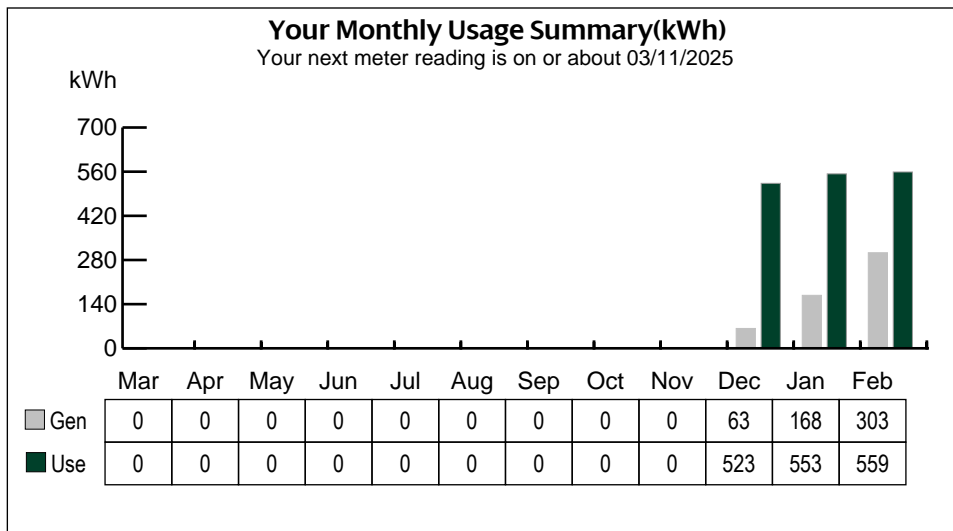 Your Monthly Usage Summary(kWh)
Your next meter reading is on or about 03/11/2025
kWh
700
560
420
280
140
0
Mar Apr May Jun Jul Aug Sep Oct Nov Dec Jan Feb
Gen 0 0 0 0 0 0 0 0 0 63 168 303
Use 0 0 0 0 0 0 0 0 0 523 553 559